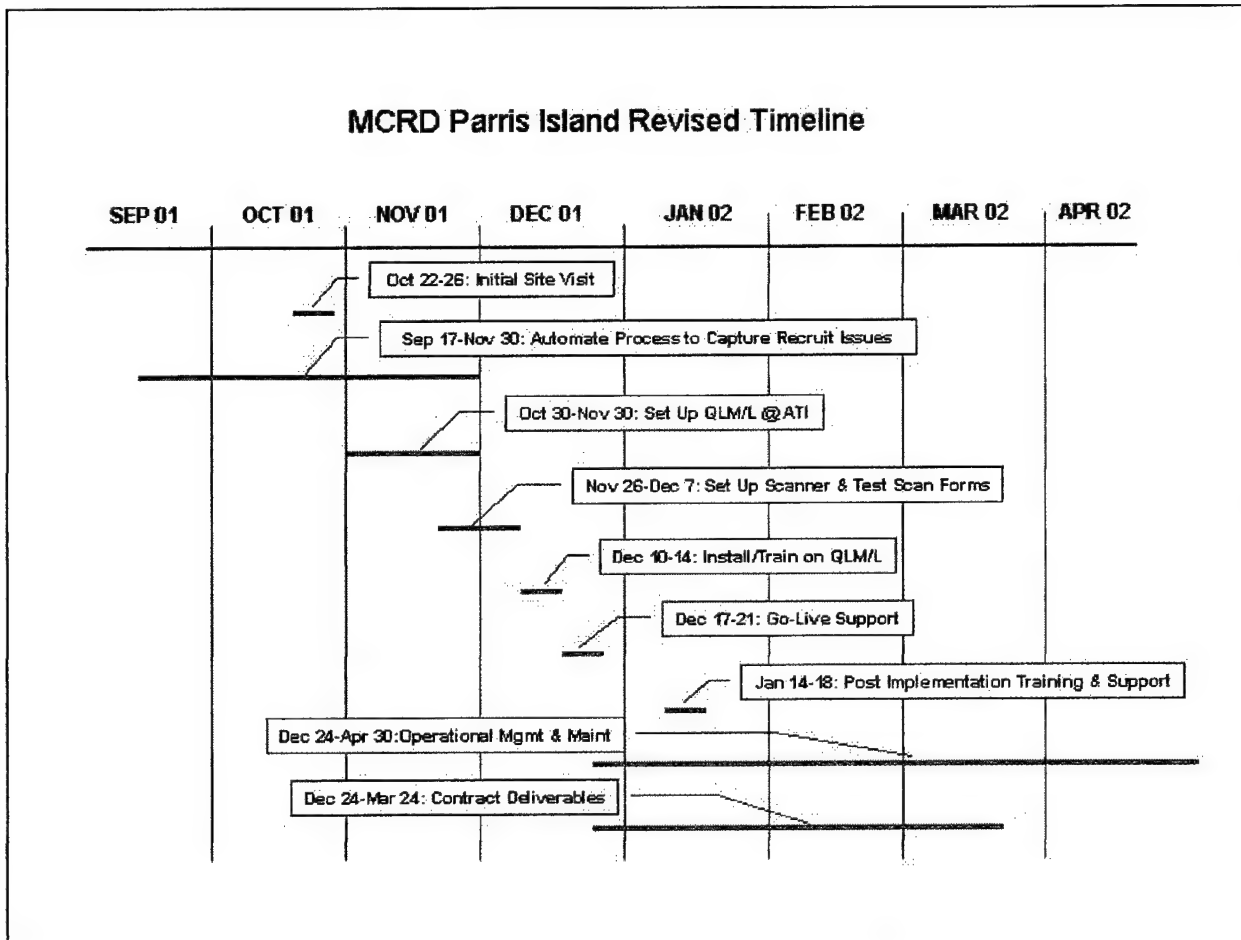 MCRD Parris Island Revised Timeline
SEP 01 OCT 01 NOV 01 DEC 01 JAN 02 FEB 02 MAR 02 APR 02
Oct 22-26: Initial Site Visit
Sep 17-Nov 30: Automate Process to Capture Recruit Issues
Oct 30-Nov 30: Set Up QLM/L @ATI
Nov 26-Dec 7: Set Up Scanner & Test Scan Forms
Dec 10-14: Install/Train on QLM/L
Dec 17-21: Go-Live Support
Jan 14-18: Post Implementation Training & Support
Dec 24-Apr 30:Operational Mgmt & Maint
Dec 24-Mar 24: Contract Deliverables